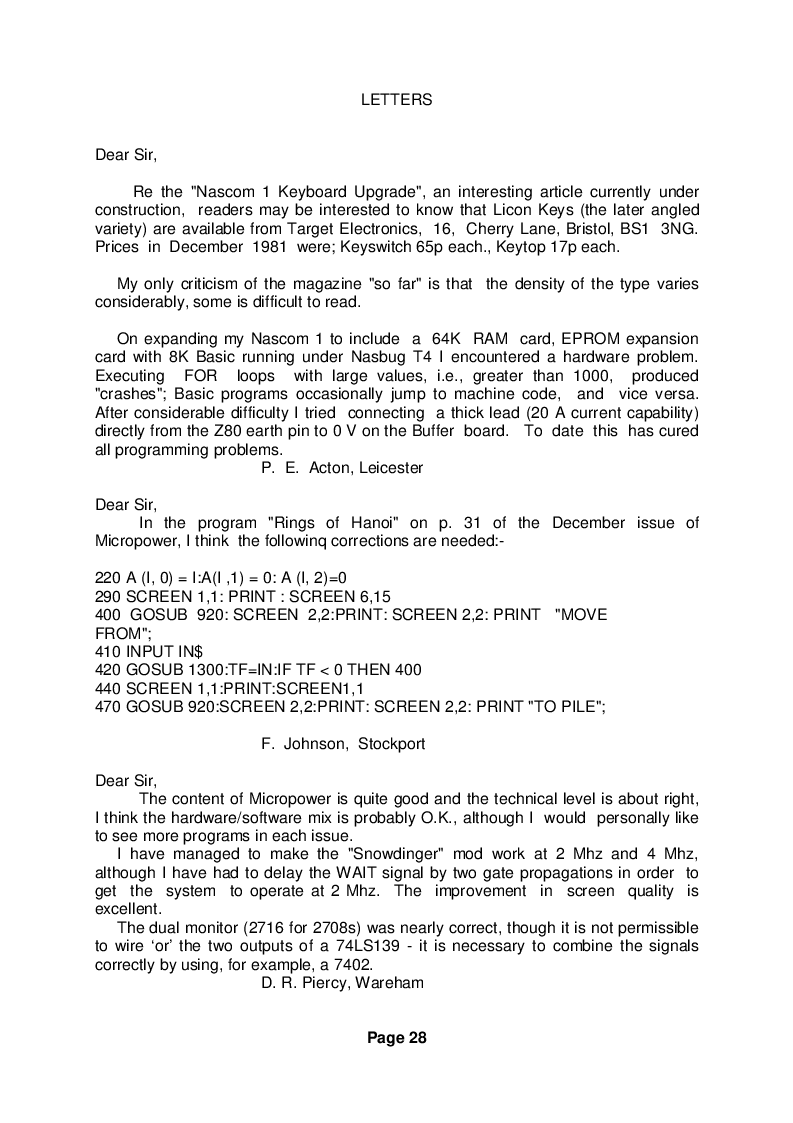 LETTERS
Dear Sir,
Re the "Nascom 1 Keyboard Upgrade", an interesting article currently under
construction, readers may be interested to know that Licon Keys (the later angled
variety) are available from Target Electronics, 16, Cherry Lane, Bristol, BS1 3NG.
Prices in December 1981 were; Keyswitch 65p each., Keytop 17p each.
My only criticism of the magazine "so far" is that the density of the type varies
considerably, some is difficult to read.
On expanding my Nascom 1 to include a 64K RAM card, EPROM expansion
card with 8K Basic running under Nasbug T4 I encountered a hardware problem.
Executing FOR loops with large values, i.e., greater than 1000, produced
"crashes"; Basic programs occasionally jump to machine code, and vice versa.
After considerable difficulty I tried connecting a thick lead (20 A current capability)
directly from the Z80 earth pin to 0 V on the Buffer board. To date this has cured
all programming problems.
P. E. Acton, Leicester
Dear Sir,
In the program "Rings of Hanoi" on p. 31 of the December issue of
Micropower, I think the followinq corrections are needed:-
220 A (I, 0) = I:A(I ,1) = 0: A (I, 2)=0
290 SCREEN 1,1: PRINT : SCREEN 6,15
400 GOSUB 920: SCREEN 2,2:PRINT: SCREEN 2,2: PRINT "MOVE
FROM";
410 INPUT IN$
420 GOSUB 1300:TF=IN:IF TF < 0 THEN 400
440 SCREEN 1,1:PRINT:SCREEN1,1
470 GOSUB 920:SCREEN 2,2:PRINT: SCREEN 2,2: PRINT "TO PILE";
F. Johnson, Stockport
Dear Sir,
The content of Micropower is quite good and the technical level is about right,
I think the hardware/software mix is probably O.K., although I would personally like
to see more programs in each issue.
I have managed to make the "Snowdinger" mod work at 2 Mhz and 4 Mhz,
although I have had to delay the WAIT signal by two gate propagations in order to
get the system to operate at 2 Mhz. The improvement in screen quality is
excellent.
The dual monitor (2716 for 2708s) was nearly correct, though it is not permissible
to wire ‘or’ the two outputs of a 74LS139 - it is necessary to combine the signals
correctly by using, for example, a 7402.
D. R. Piercy, Wareham
Page 28